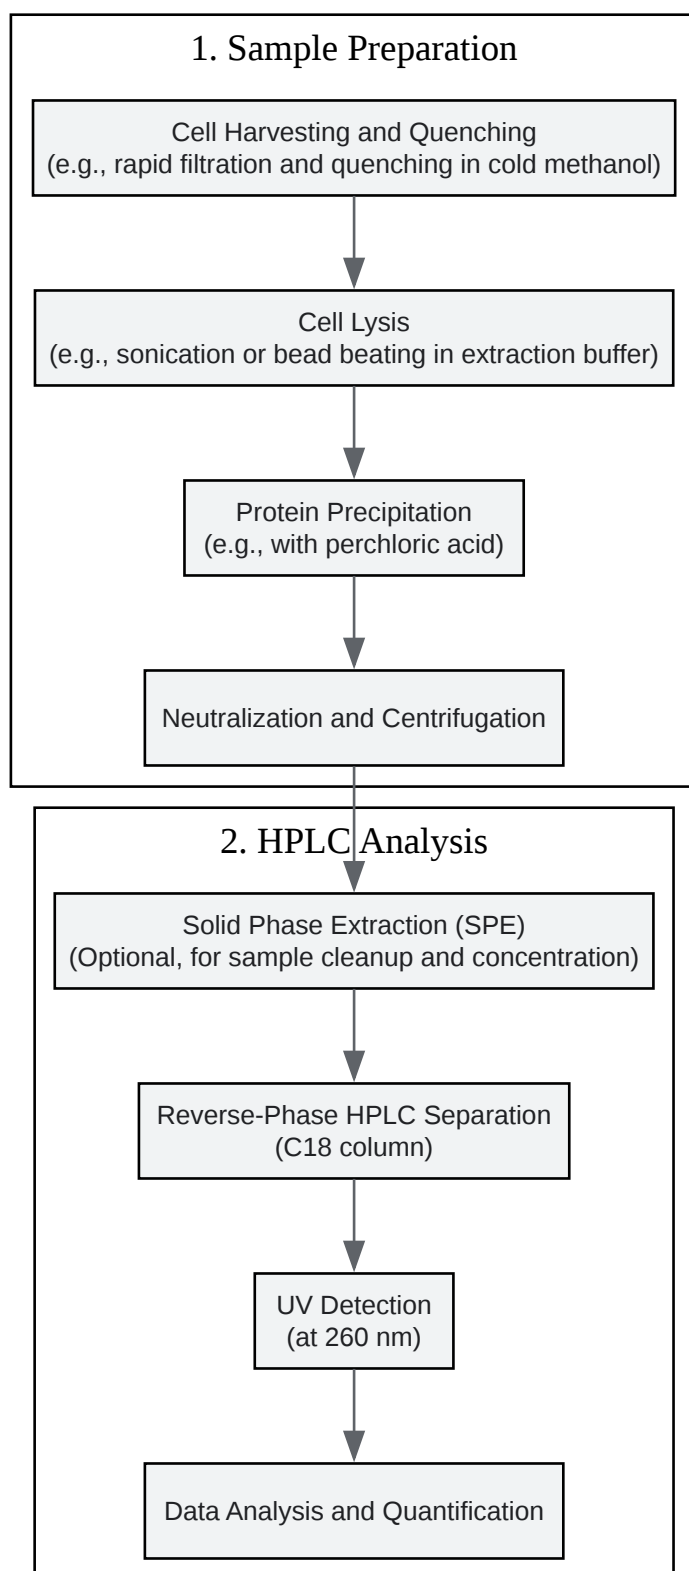 1. Sample Preparation
Cell Harvesting and Quenching
(e.g., rapid filtration and quenching in cold methanol)
Cell Lysis
(e.g., sonication or bead beating in extraction buffer)
Protein Precipitation
(e.g., with perchloric acid)
Neutralization and Centrifugation
2. HPLC Analysis
Solid Phase Extraction (SPE)
(Optional, for sample cleanup and concentration)
Reverse-Phase HPLC Separation
(C18 column)
UV Detection
(at 260 nm)
Data Analysis and Quantification